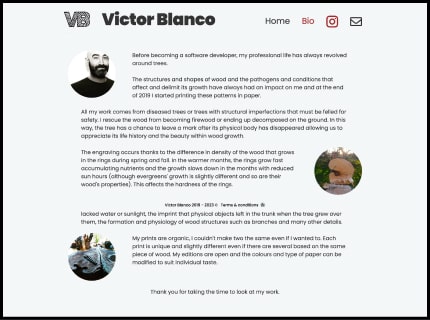 VB Victor Blanco
Home Bio
Before becoming a software developer, my professional life has always revolved
around trees.
The structures and shapes of wood and the pathogens and conditions that
affect and delimit its growth have always had an impact on me and at the end
of 2019 I started printing these patterns in paper.
All my work comes from diseased trees or trees with structural imperfections that must be felled for
safety. I rescue the wood from becoming firewood or ending up decomposed on the ground. In this
way, the tree has a chance to leave a mark after its physical body has disappeared allowing us to
appreciate its life history and the beauty within wood growth.
The engraving occurs thanks to the difference in density of the wood that grows
in the rings during spring and fall. In the warmer months, the rings grow fast
accumulating nutrients and the growth slows down in the months with reduced
sun hours (although evergreens' growth is slightly different and so are their
wood's properties). This affects the hardness of the rings.
Victor Blanco 2019 - 2023 © Terms & conditions
lacked water or sunlight, the imprint that physical objects left in the trunk when the tree grew over
them, the formation and physiology of wood structures such as branches and many other details.
My prints are organic, I couldn't make two the same even if I wanted to. Each
print is unique and slightly different even if there are several based on the same
piece of wood. My editions are open and the colours and type of paper can be
modified to suit individual taste.
Thank you for taking the time to look at my work.